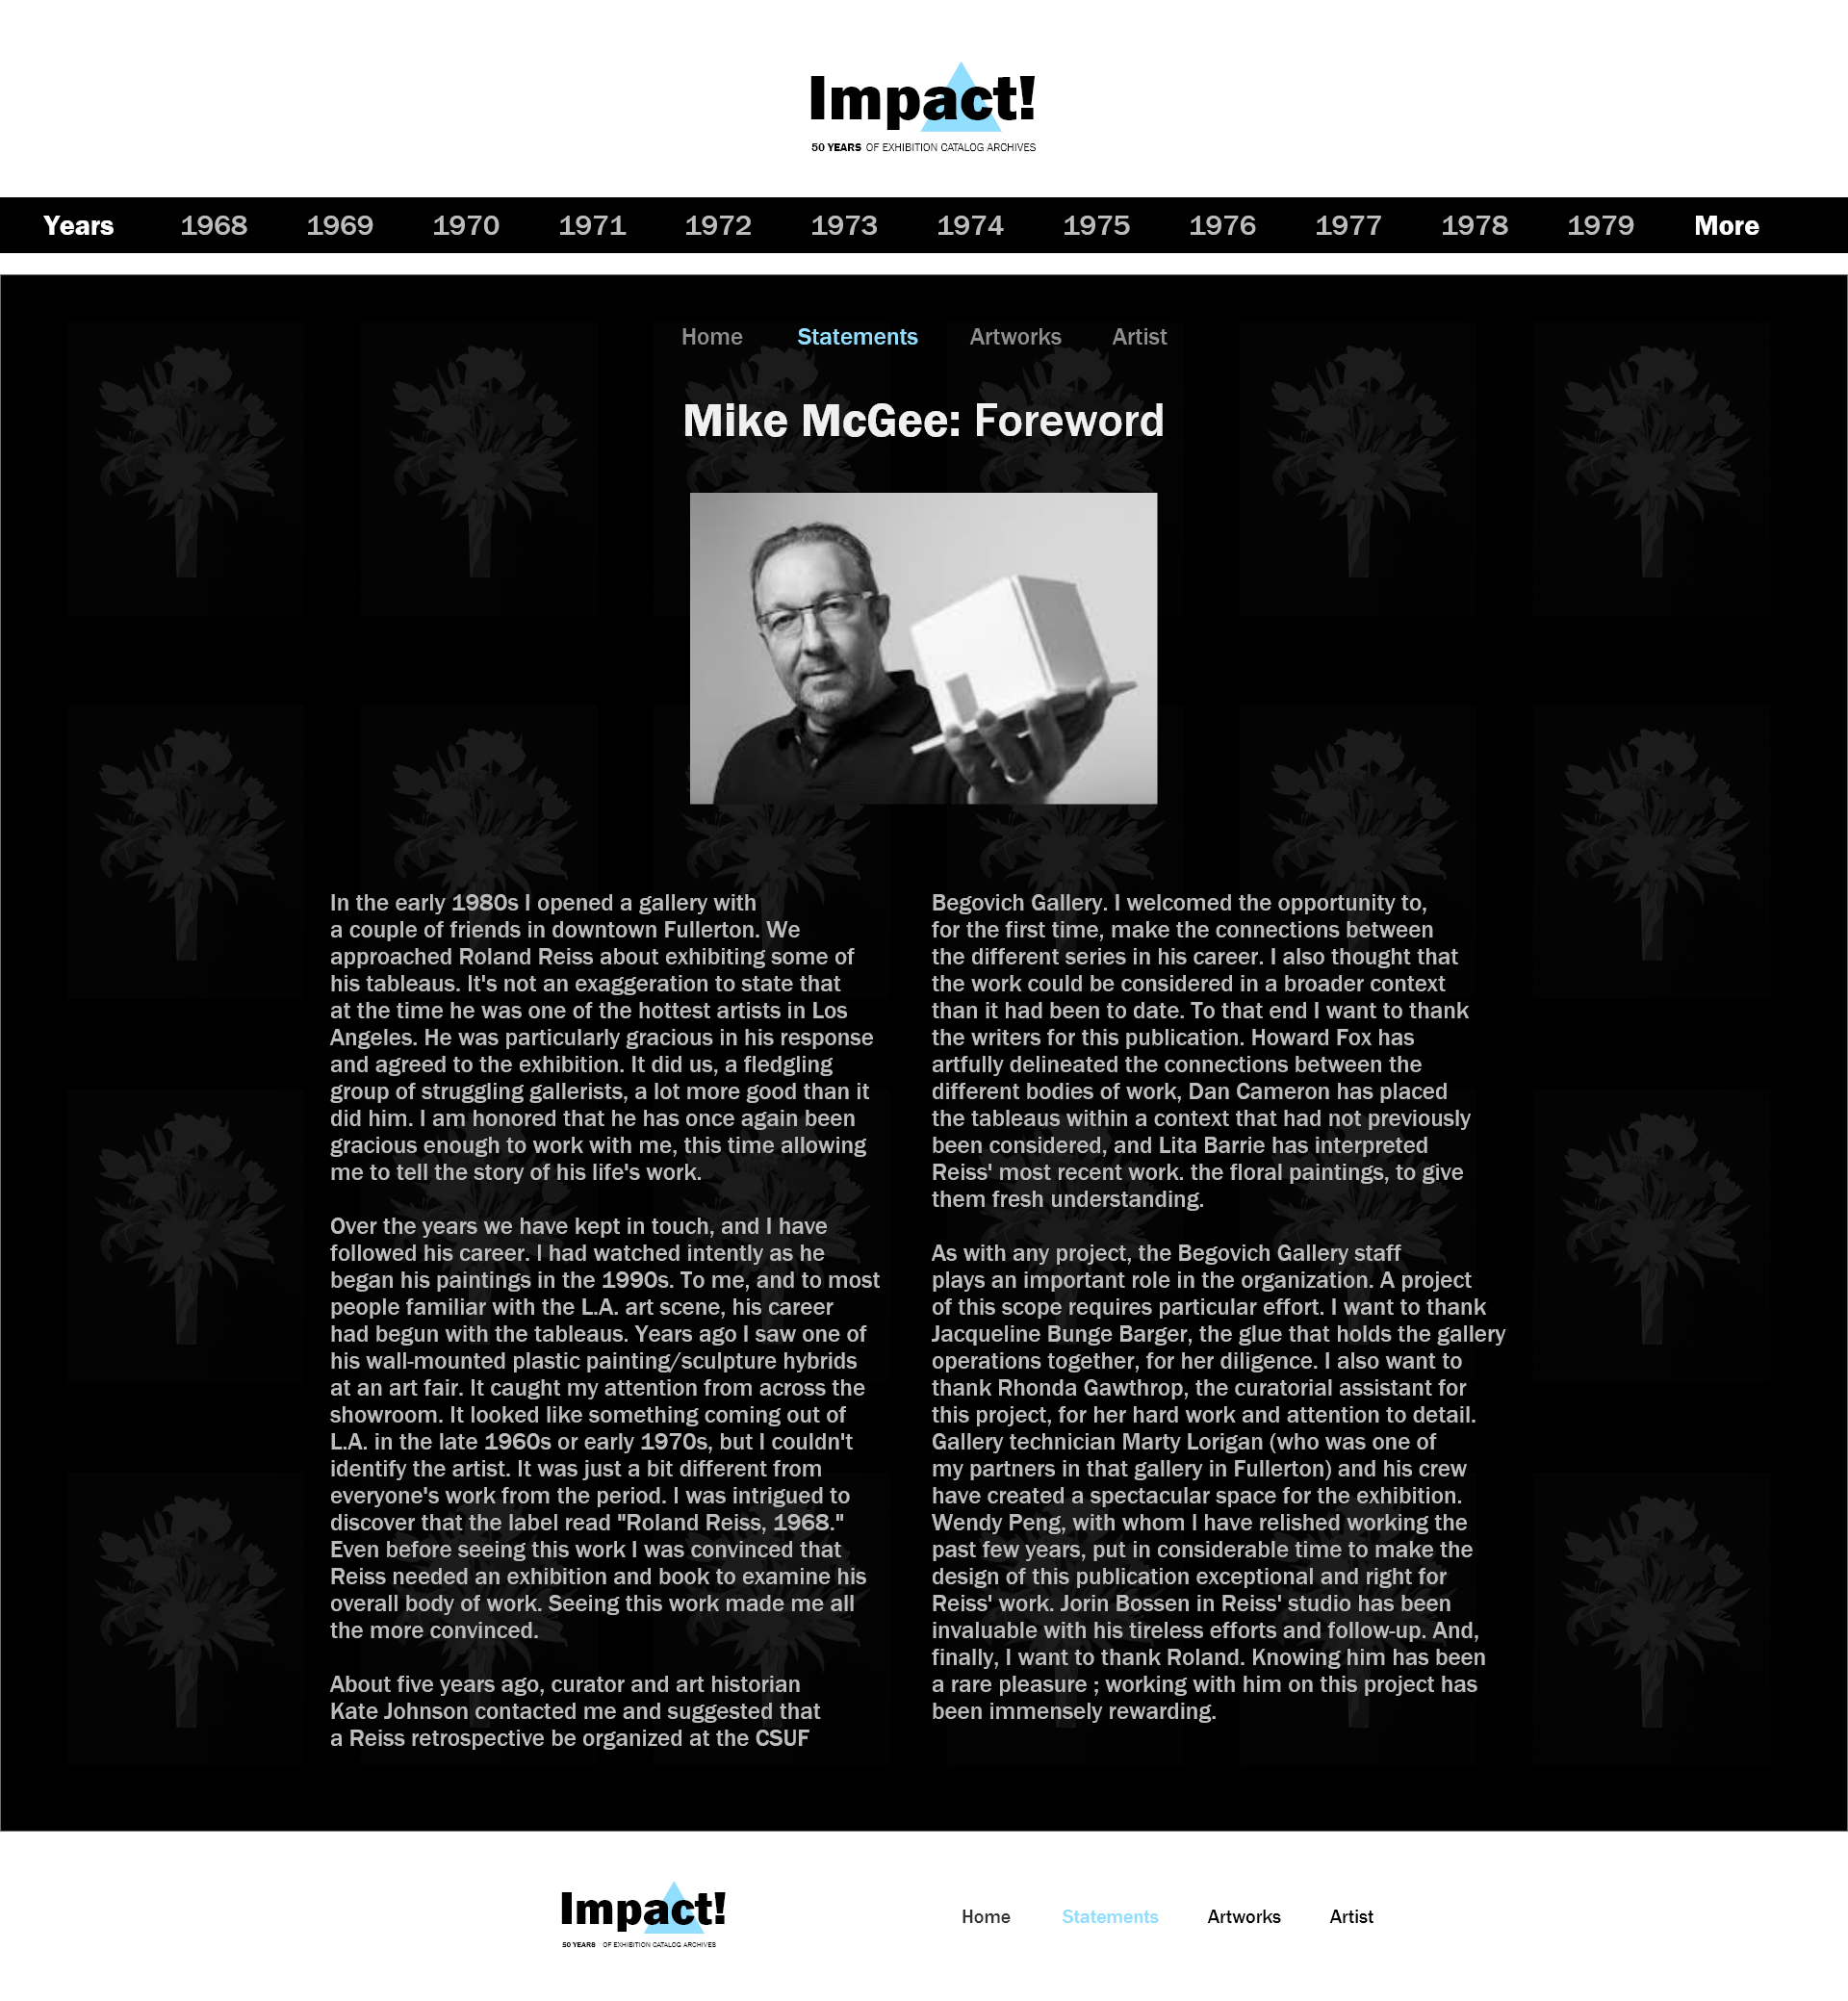 Impact!
50 YEARS OF EXHIBITION CATALOG ARCHIVES
Years 1968 1969 1970 1971 1972 1973 1974 1975 1976 1977 1978 1979 More
Home Statements Artworks Artist
Mike McGee: Foreword
In the early 1980s I opened a gallery with
a couple of friends in downtown Fullerton. We
approached Roland Reiss about exhibiting some of
his tableaus. It's not an exaggeration to state that
at the time he was one of the hottest artists in Los
Angeles. He was particularly gracious in his response
and agreed to the exhibition. It did us, a fledgling
group of struggling gallerists, a lot more good than it
did him. I am honored that he has once again been
gracious enough to work with me, this time allowing
me to tell the story of his life's work.
Over the years we have kept in touch, and I have
followed his career. I had watched intently as he
began his paintings in the 1990s. To me, and to most
people familiar with the L.A. art scene, his career
had begun with the tableaus. Years ago I saw one of
his wall-mounted plastic painting/sculpture hybrids
at an art fair. It caught my attention from across the
showroom. It looked like something coming out of
L.A. in the late 1960s or early 1970s, but I couldn't
identify the artist. It was just a bit different from
everyone's work from the period. I was intrigued to
discover that the label read "Roland Reiss, 1968."
Even before seeing this work I was convinced that
Reiss needed an exhibition and book to examine his
overall body of work. Seeing this work made me all
the more convinced.
About five years ago, curator and art historian
Kate Johnson contacted me and suggested that
a Reiss retrospective be organized at the CSUF
Begovich Gallery. I welcomed the opportunity to,
for the first time, make the connections between
the different series in his career. I also thought that
the work could be considered in a broader context
than it had been to date. To that end I want to thank
the writers for this publication. Howard Fox has
artfully delineated the connections between the
different bodies of work, Dan Cameron has placed
the tableaus within a context that had not previously
been considered, and Lita Barrie has interpreted
Reiss' most recent work. the floral paintings, to give
them fresh understanding.
As with any project, the Begovich Gallery staff
plays an important role in the organization. A project
of this scope requires particular effort. I want to thank
Jacqueline Bunge Barger, the glue that holds the gallery
operations together, for her diligence. I also want to
thank Rhonda Gawthrop, the curatorial assistant for
this project, for her hard work and attention to detail.
Gallery technician Marty Lorigan (who was one of
my partners in that gallery in Fullerton) and his crew
have created a spectacular space for the exhibition.
Wendy Peng, with whom I have relished working the
past few years, put in considerable time to make the
design of this publication exceptional and right for
Reiss' work. Jorin Bossen in Reiss' studio has been
invaluable with his tireless efforts and follow-up. And,
finally, I want to thank Roland. Knowing him has been
a rare pleasure ; working with him on this project has
been immensely rewarding.
Impact!
50 YEARS OF EXHIBITION CATALOG ARCHIVES
Home Statements Artworks Artist